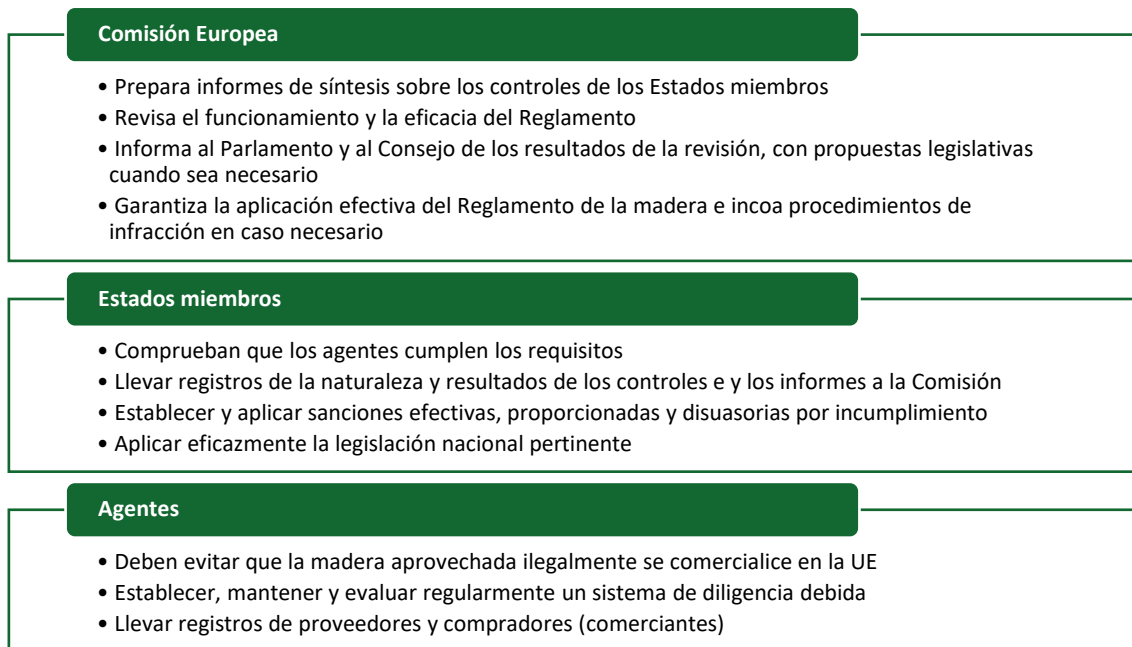 Comisión Europea
• Prepara informes de síntesis sobre los controles de los Estados miembros
• Revisa el funcionamiento y la eficacia del Reglamento
• Informa al Parlamento y al Consejo de los resultados de la revisión, con propuestas legislativas
cuando sea necesario
• Garantiza la aplicación efectiva del Reglamento de la madera e incoa procedimientos de
infracción en caso necesario
Estados miembros
• Comprueban que los agentes cumplen los requisitos
• Llevar registros de la naturaleza y resultados de los controles e y los informes a la Comisión
• Establecer y aplicar sanciones efectivas, proporcionadas y disuasorias por incumplimiento
• Aplicar eficazmente la legislación nacional pertinente
Agentes
• Deben evitar que la madera aprovechada ilegalmente se comercialice en la UE
• Establecer, mantener y evaluar regularmente un sistema de diligencia debida
• Llevar registros de proveedores y compradores (comerciantes)